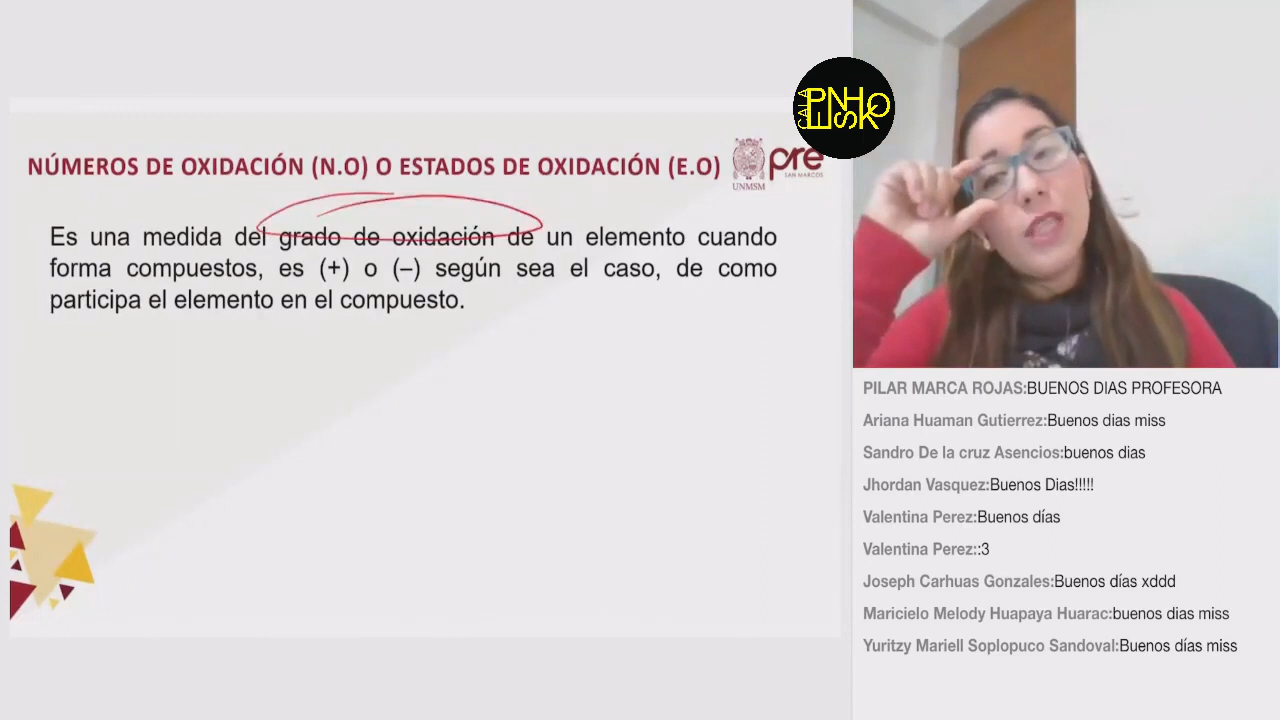 NÚMEROS DE OXIDACIÓN (N.O) O ESTADOS DE OXIDACIÓN (E.O)
UNMSM
pre
SAN MARCOS
Es una medida del grado de oxidación de un elemento cuando
forma compuestos, es (+) o (–) según sea el caso, de como
participa el elemento en el compuesto.
PILAR MARCA ROJAS:BUENOS DIAS PROFESORA
Ariana Huaman Gutierrez:Buenos dias miss
Sandro De la cruz Asencios:buenos dias
Jhordan Vasquez:Buenos Dias!!!!!
Valentina Perez:Buenos días
Valentina Perez::3
Joseph Carhuas Gonzales:Buenos días xddd
Maricielo Melody Huapaya Huarac:buenos dias miss
Yuritzy Mariell Soplopuco Sandoval:Buenos días miss